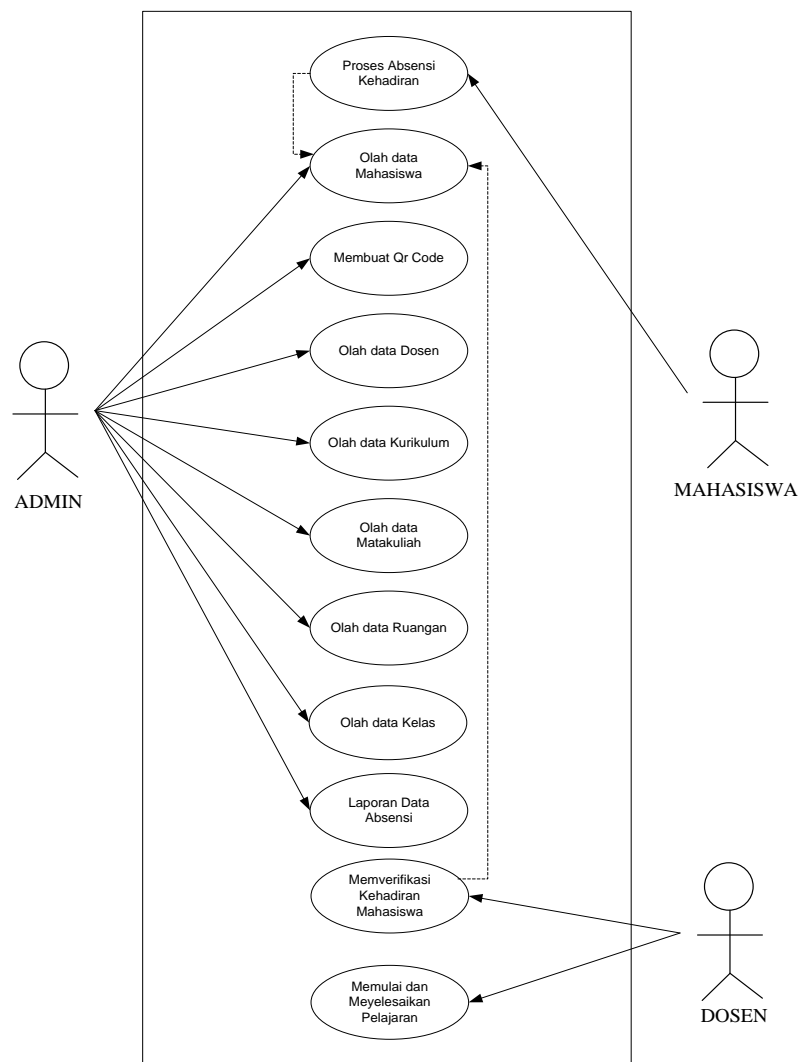 Proses Absensi
Kehadiran
Olah data
Mahasiswa
Membuat Qr Code
Olah data Dosen
Olah data Kurikulum
Olah data
Matakuliah
Olah data Ruangan
Olah data Kelas
Laporan Data
Absensi
Memverifikasi
Kehadiran
Mahasiswa
Memulai dan
Meyelesaikan
Pelajaran
ADMIN
MAHASISWA
DOSEN